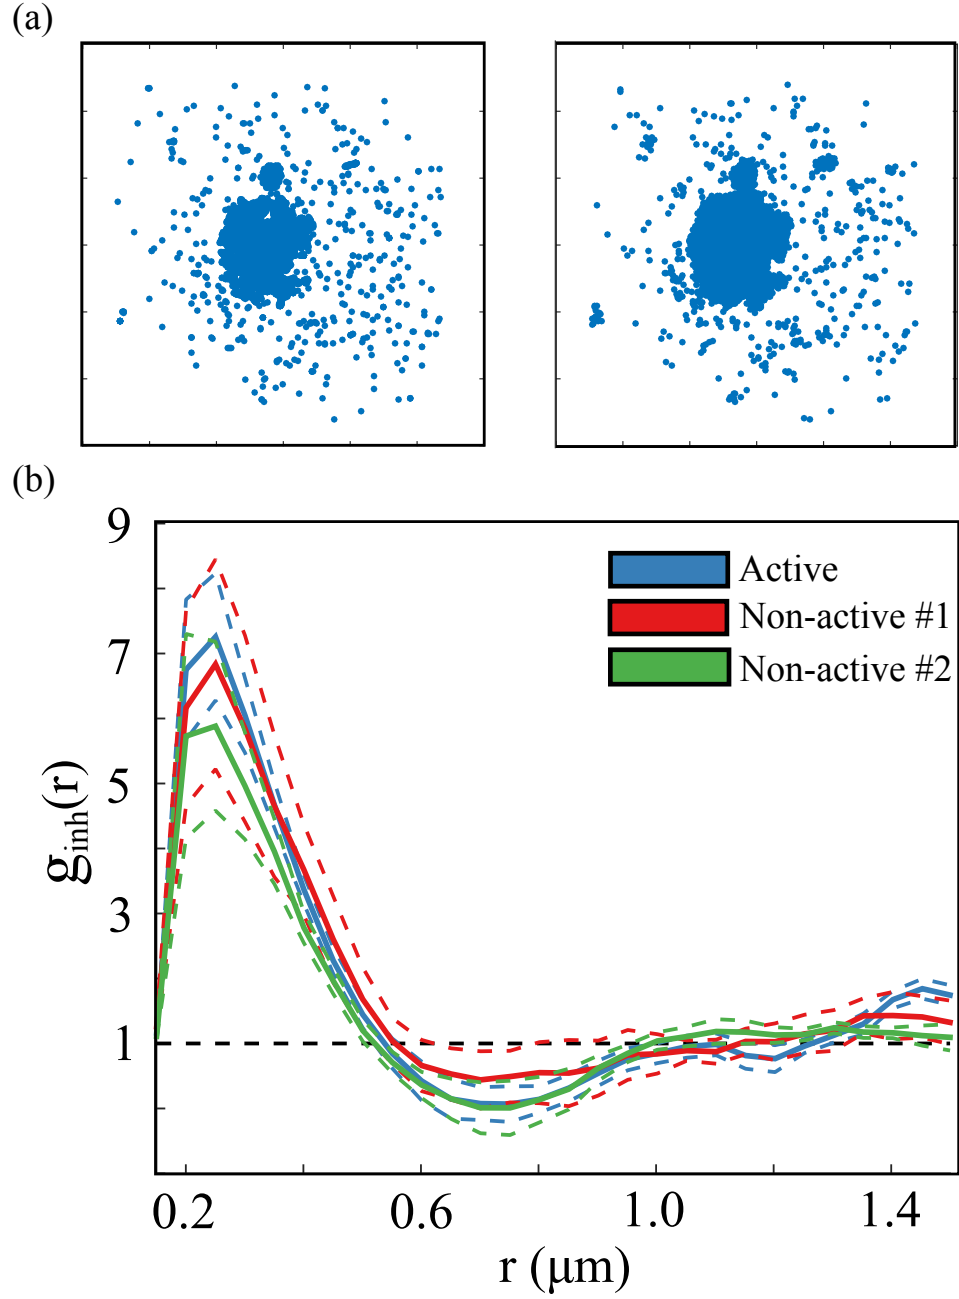 (a)
(b)
9
7
5
3
1
g_inh(r)
Active
Non-active #1
Non-active #2
0.2 0.6 1.0 1.4
r (μm)